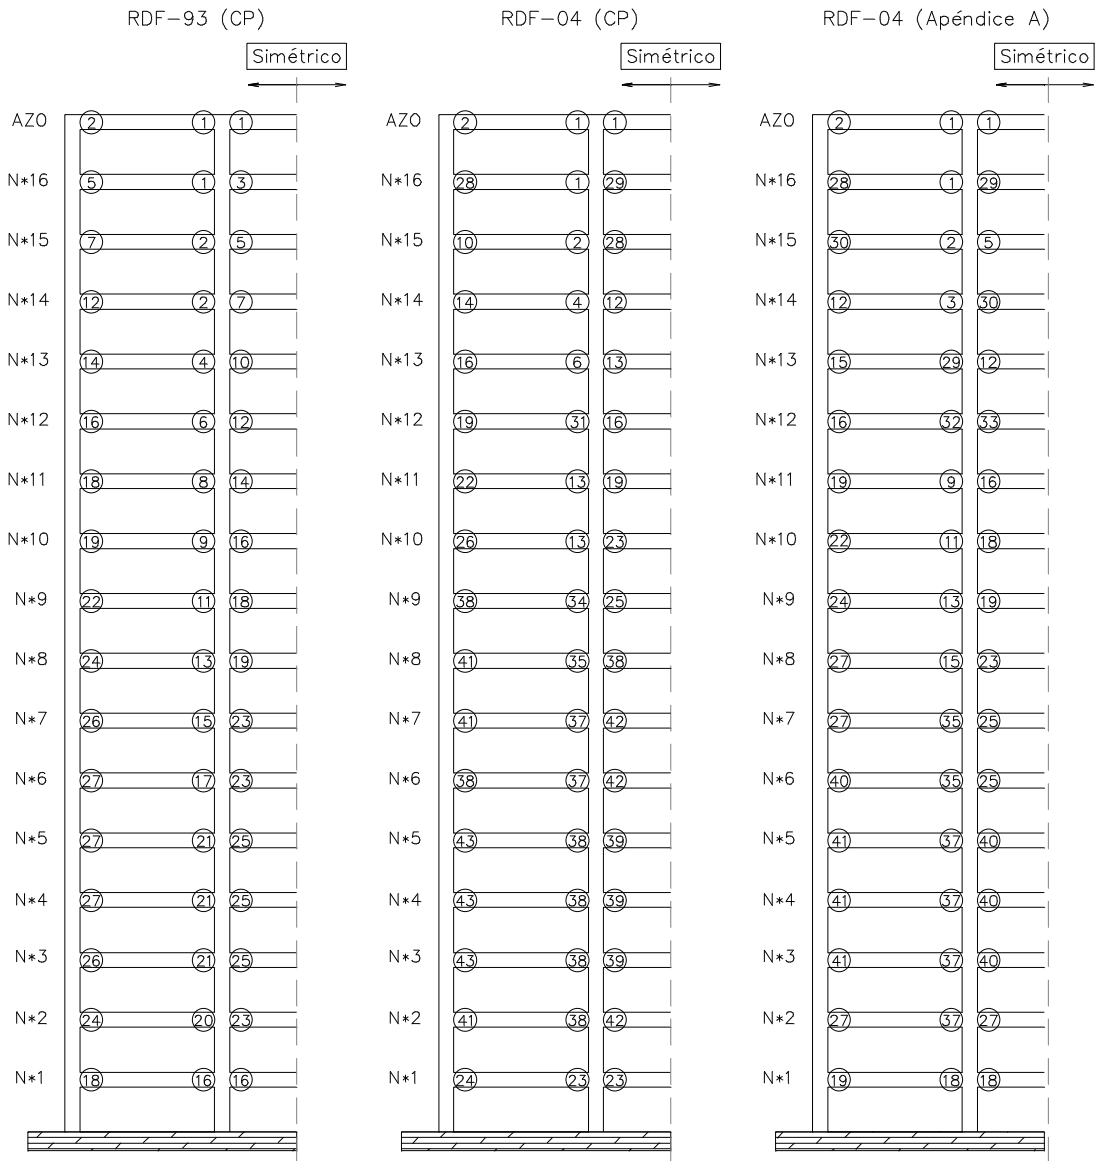 RDF-93 (CP) RDF-04 (CP) RDF-04 (Apéndice A)
Simétrico Simétrico Simétrico
AZO 2 1 1 AZO 2 1 1 AZO 2 1 1
N*16 5 1 3 N*16 28 1 29 N*16 28 1 29
N*15 7 2 5 N*15 10 2 28 N*15 30 2 5
N*14 12 2 7 N*14 14 4 12 N*14 12 3 30
N*13 14 4 10 N*13 16 6 13 N*13 15 29 12
N*12 16 6 12 N*12 19 31 16 N*12 16 32 33
N*11 18 8 14 N*11 22 13 19 N*11 19 9 16
N*10 19 9 16 N*10 26 13 23 N*10 22 11 18
N*9 22 11 18 N*9 38 34 25 N*9 24 13 19
N*8 24 13 19 N*8 41 35 38 N*8 27 15 23
N*7 26 15 23 N*7 41 37 42 N*7 27 35 25
N*6 27 17 23 N*6 38 37 42 N*6 40 35 25
N*5 27 21 25 N*5 43 38 39 N*5 41 37 40
N*4 27 21 25 N*4 43 38 39 N*4 41 37 40
N*3 26 21 25 N*3 43 38 39 N*3 41 37 40
N*2 24 20 23 N*2 41 38 42 N*2 27 37 27
N*1 18 16 16 N*1 24 23 23 N*1 19 18 18